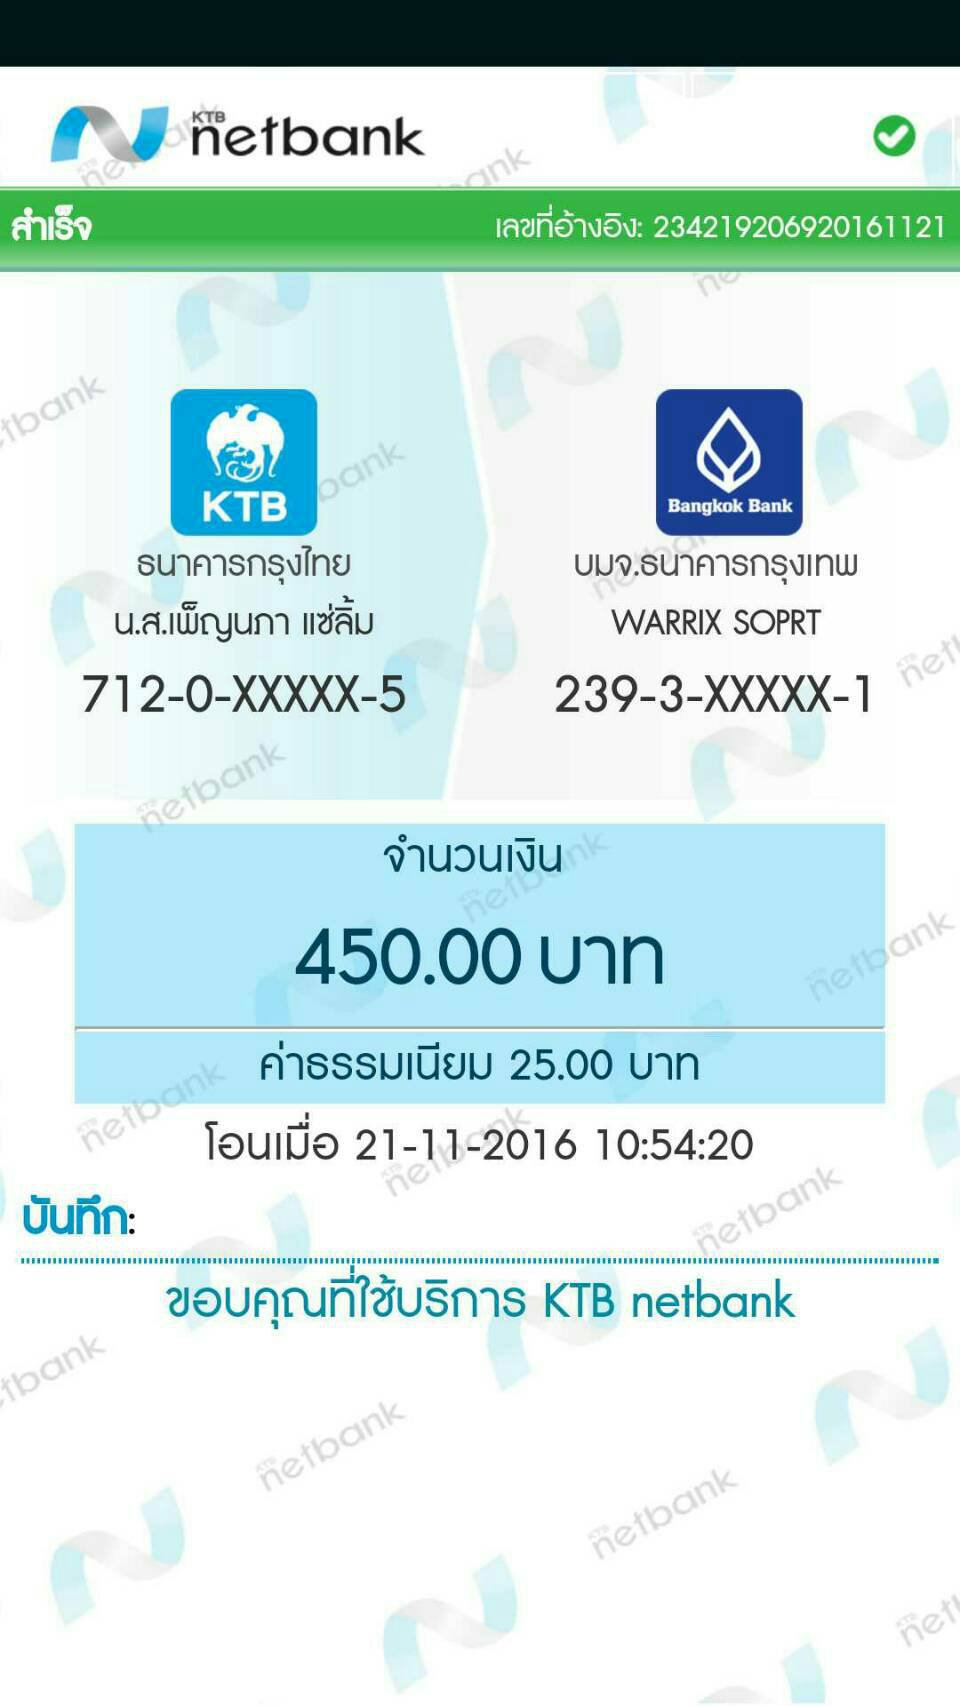 KTB
netbank
สำเร็จ
เลขที่อ้างอิง: 234219206920161121
KTB
ธนาคารกรุงไทย
น.ส.เพ็ญนภา แซ่ลิ้ม
712-0-XXXXX-5
Bangkok Bank
บมจ.ธนาคารกรุงเทพ
WARRIX SOPRT
239-3-XXXXX-1
จำนวนเงิน
450.00 บาท
ค่าธรรมเนียม 25.00 บาท
โอนเมื่อ 21-11-2016 10:54:20
บันทึก:
ขอบคุณที่ใช้บริการ KTB netbank